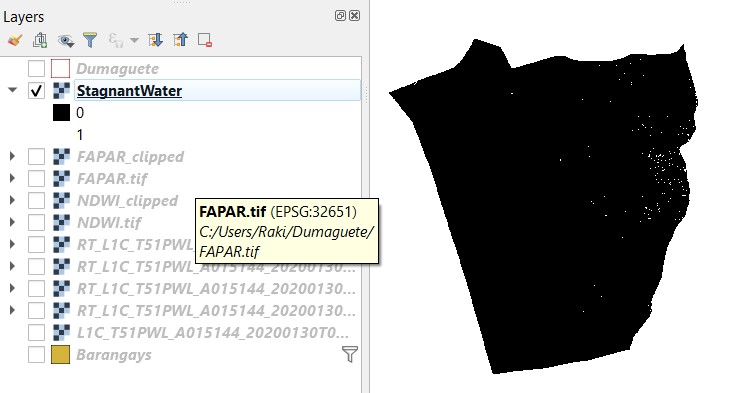 Layers
Dumaguete
StagnantWater
0
1
FAPAR_clipped
FAPAR.tif
NDWI_clipped
NDWI.tif
RT_L1C_T51PWL_
RT_L1C_T51PWL_A015144_20200130...
RT_L1C_T51PWL_A015144_20200130...
RT_L1C_T51PWL_A015144_20200130...
L1C_T51PWL_A015144_20200130T0...
Barangays
FAPAR.tif (EPSG:32651)
C:/Users/Raki/Dumaguete/
FAPAR.tif